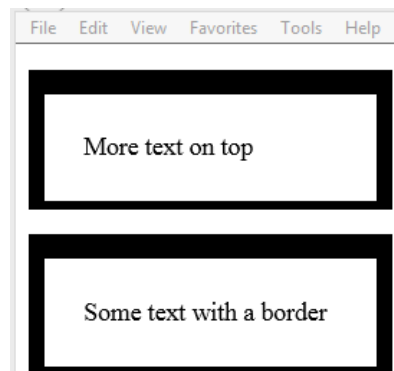 File Edit View Favorites Tools Help
More text on top
Some text with a border